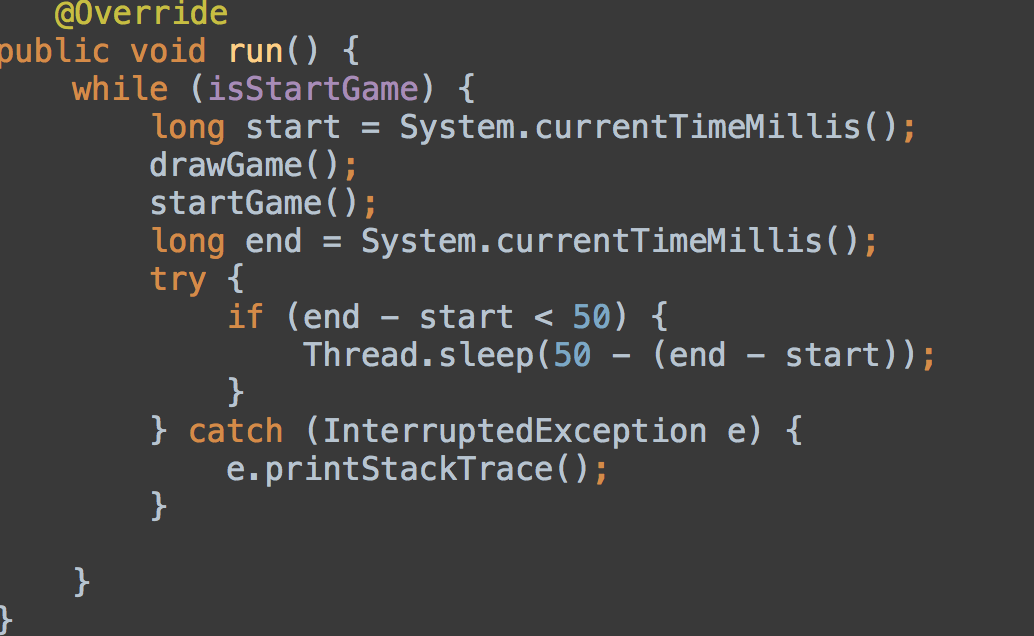 @Override
public void run() {
while (isStartGame) {
long start = System.currentTimeMillis();
drawGame();
startGame();
long end = System.currentTimeMillis();
try {
if (end - start < 50) {
Thread.sleep(50 - (end - start));
}
} catch (InterruptedException e) {
e.printStackTrace();
}
}
}